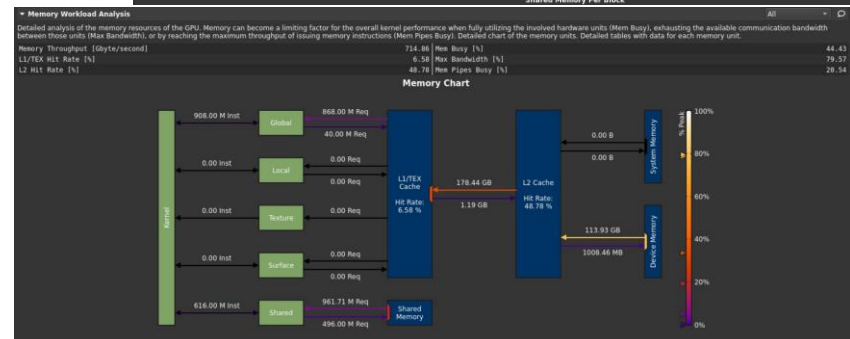 Shared Memory Per Block
Memory Workload Analysis
All
Detailed analysis of the memory resources of the GPU. Memory can become a limiting factor for the overall kernel performance when fully utilizing the involved hardware units (Mem Busy), exhausting the available communication bandwidth
between those units (Max Bandwidth), or by reaching the maximum throughput of issuing memory instructions (Mem Pipes Busy). Detailed chart of the memory units. Detailed tables with data for each memory unit.
Memory Throughput [Gbyte/second] 714.86 Mem Busy [%] 44.43
L1/TEX Hit Rate [%] 6.58 Max Bandwidth [%] 79.57
L2 Hit Rate [%] 48.78 Mem Pipes Busy [%] 20.54
Memory Chart
Kernel
908.00 M Inst
Global
868.00 M Req
40.00 M Req
0.00 Inst
Local
0.00 Req
0.00 Req
0.00 Inst
Texture
0.00 Req
0.00 Inst
Surface
0.00 Req
0.00 Req
616.00 M Inst
Shared
961.71 M Req
496.00 M Req
L1/TEX
Cache
Hit Rate:
6.58 %
Shared
Memory
178.44 GB
1.19 GB
L2 Cache
Hit Rate:
48.78 %
0.00 B
0.00 B
System Memory
113.93 GB
1008.46 MB
Device Memory
% Peak
100%
80%
60%
40%
20%
0%